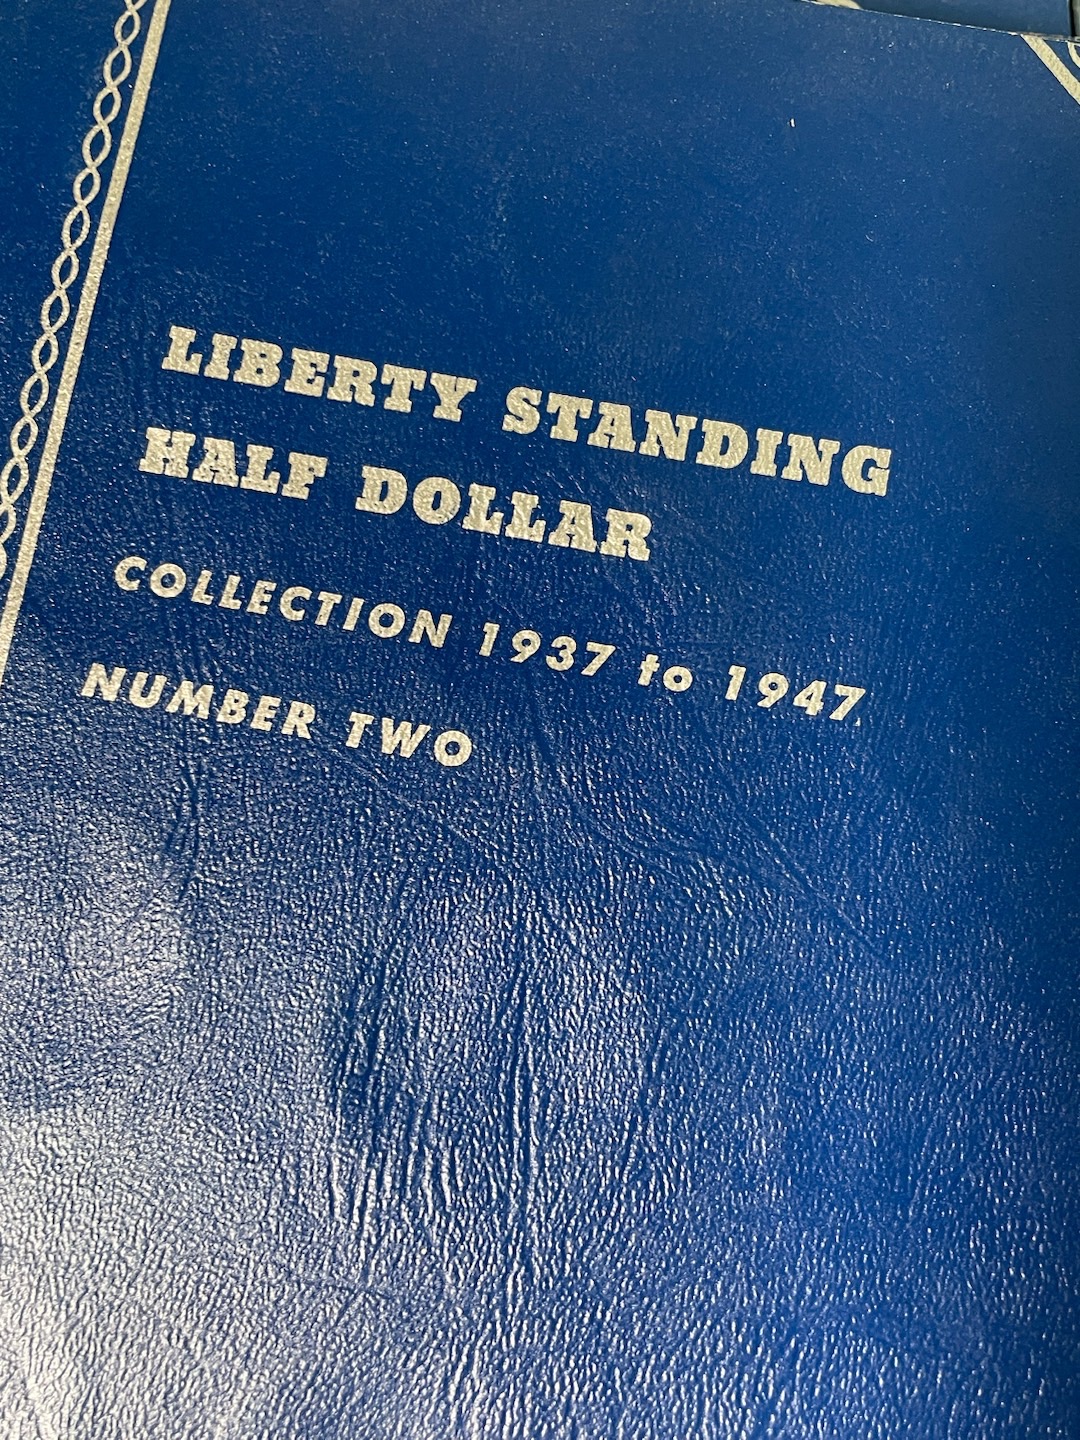 LIBERTY STANDING
HALF DOLLAR
COLLECTION 1937 to 1947
NUMBER TWO